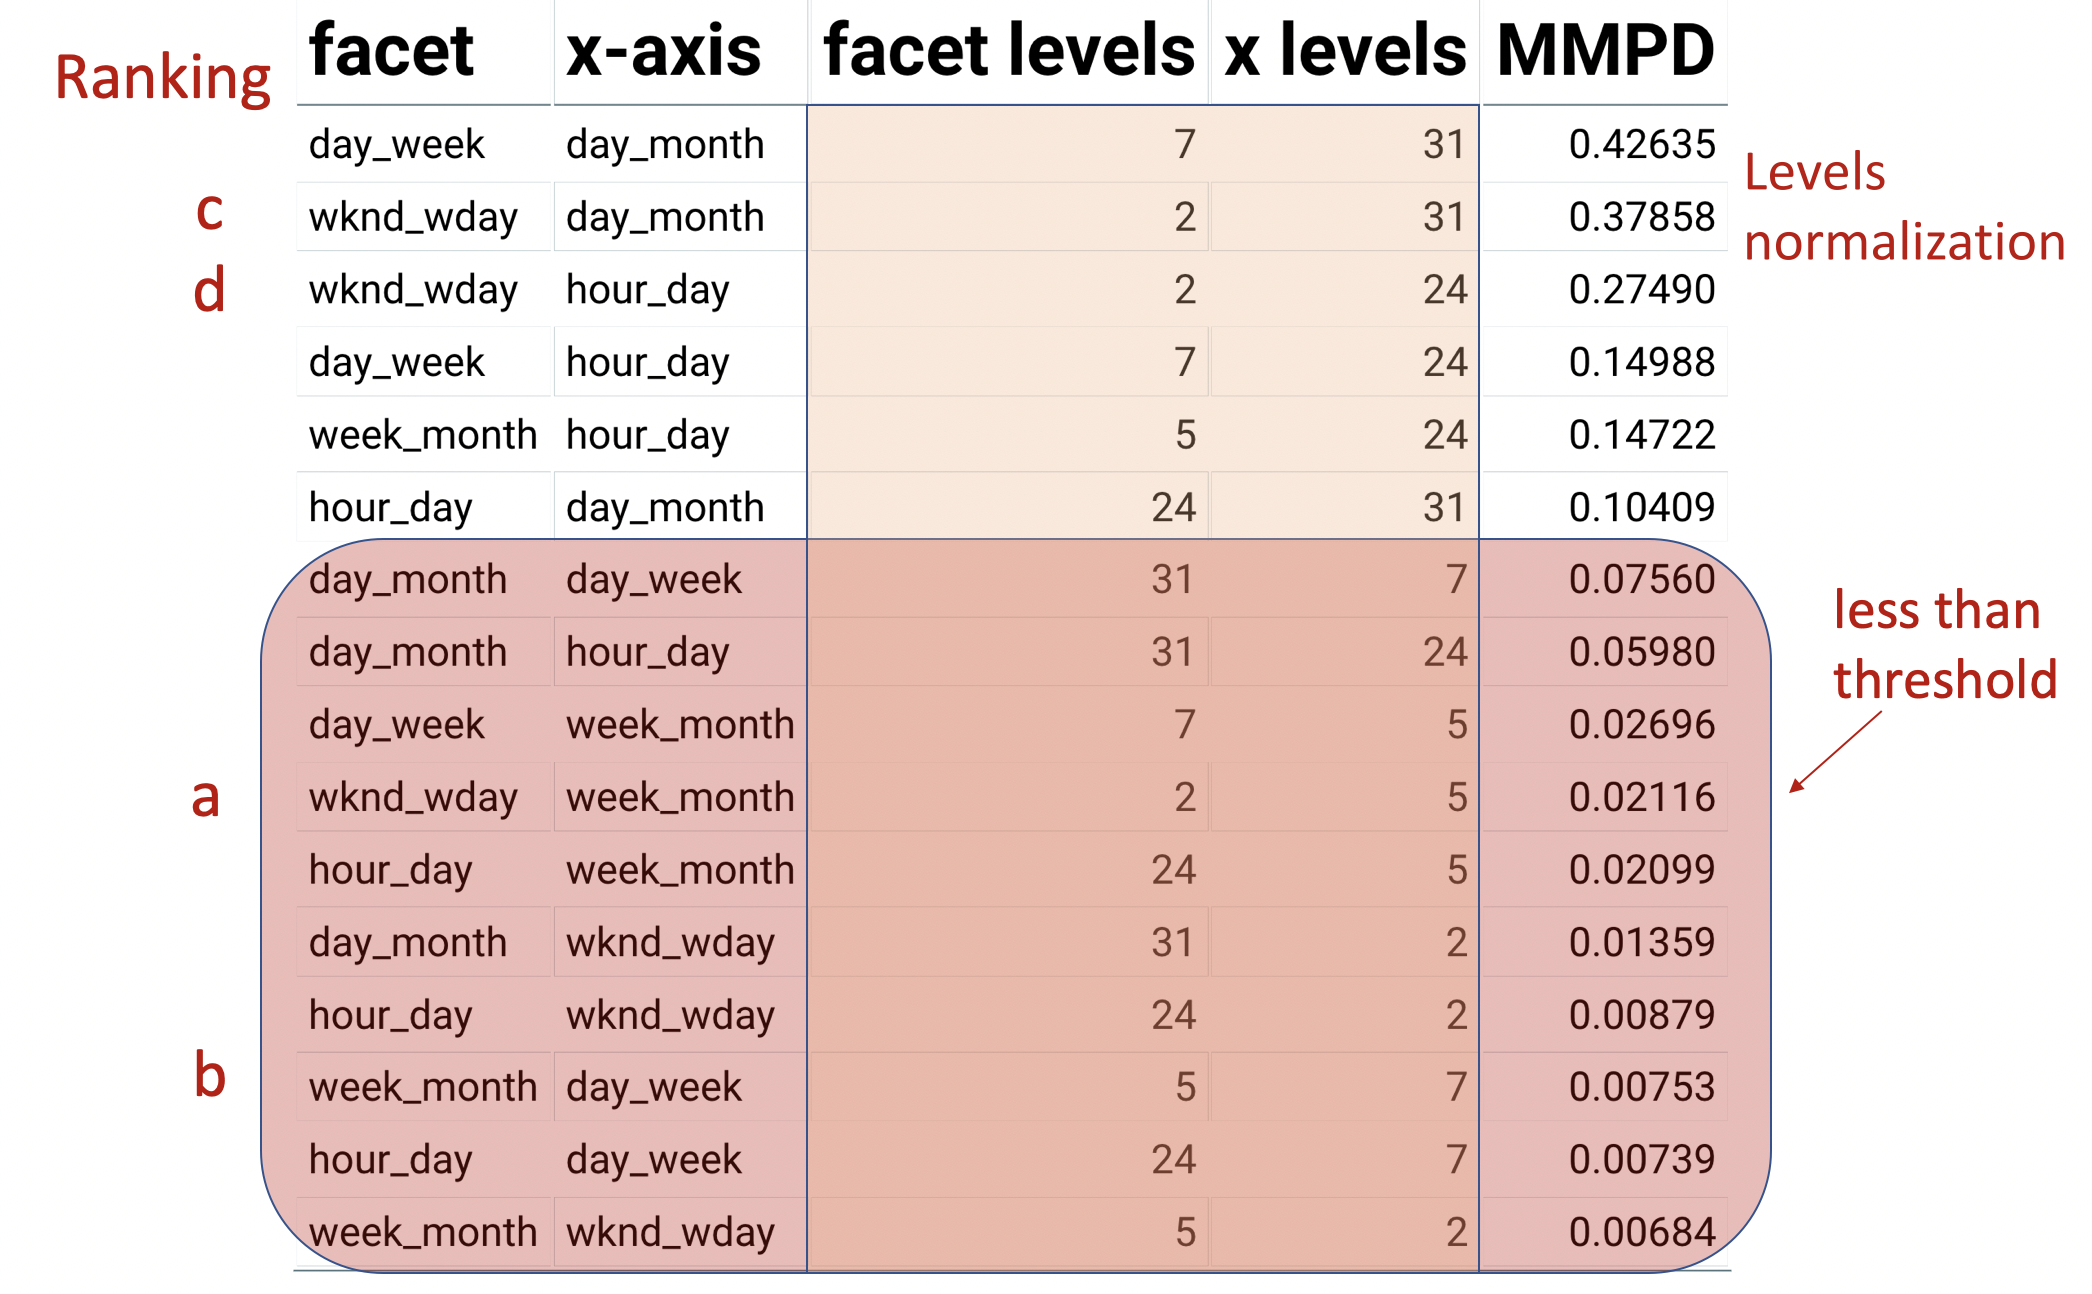 Ranking facet x-axis facet levels x levels MMPD
day_week day_month 7 31 0.42635
c wknd_wday day_month 2 31 0.37858
d wknd_wday hour_day 2 24 0.27490
day_week hour_day 7 24 0.14988
week_month hour_day 5 24 0.14722
hour_day day_month 24 31 0.10409
day_month day_week 31 7 0.07560
day_month hour_day 31 24 0.05980
day_week week_month 7 5 0.02696
a wknd_wday week_month 2 5 0.02116
hour_day week_month 24 5 0.02099
day_month wknd_wday 31 2 0.01359
hour_day wknd_wday 24 2 0.00879
b week_month day_week 5 7 0.00753
hour_day day_week 24 7 0.00739
week_month wknd_wday 5 2 0.00684
Levels
normalization
less than
threshold